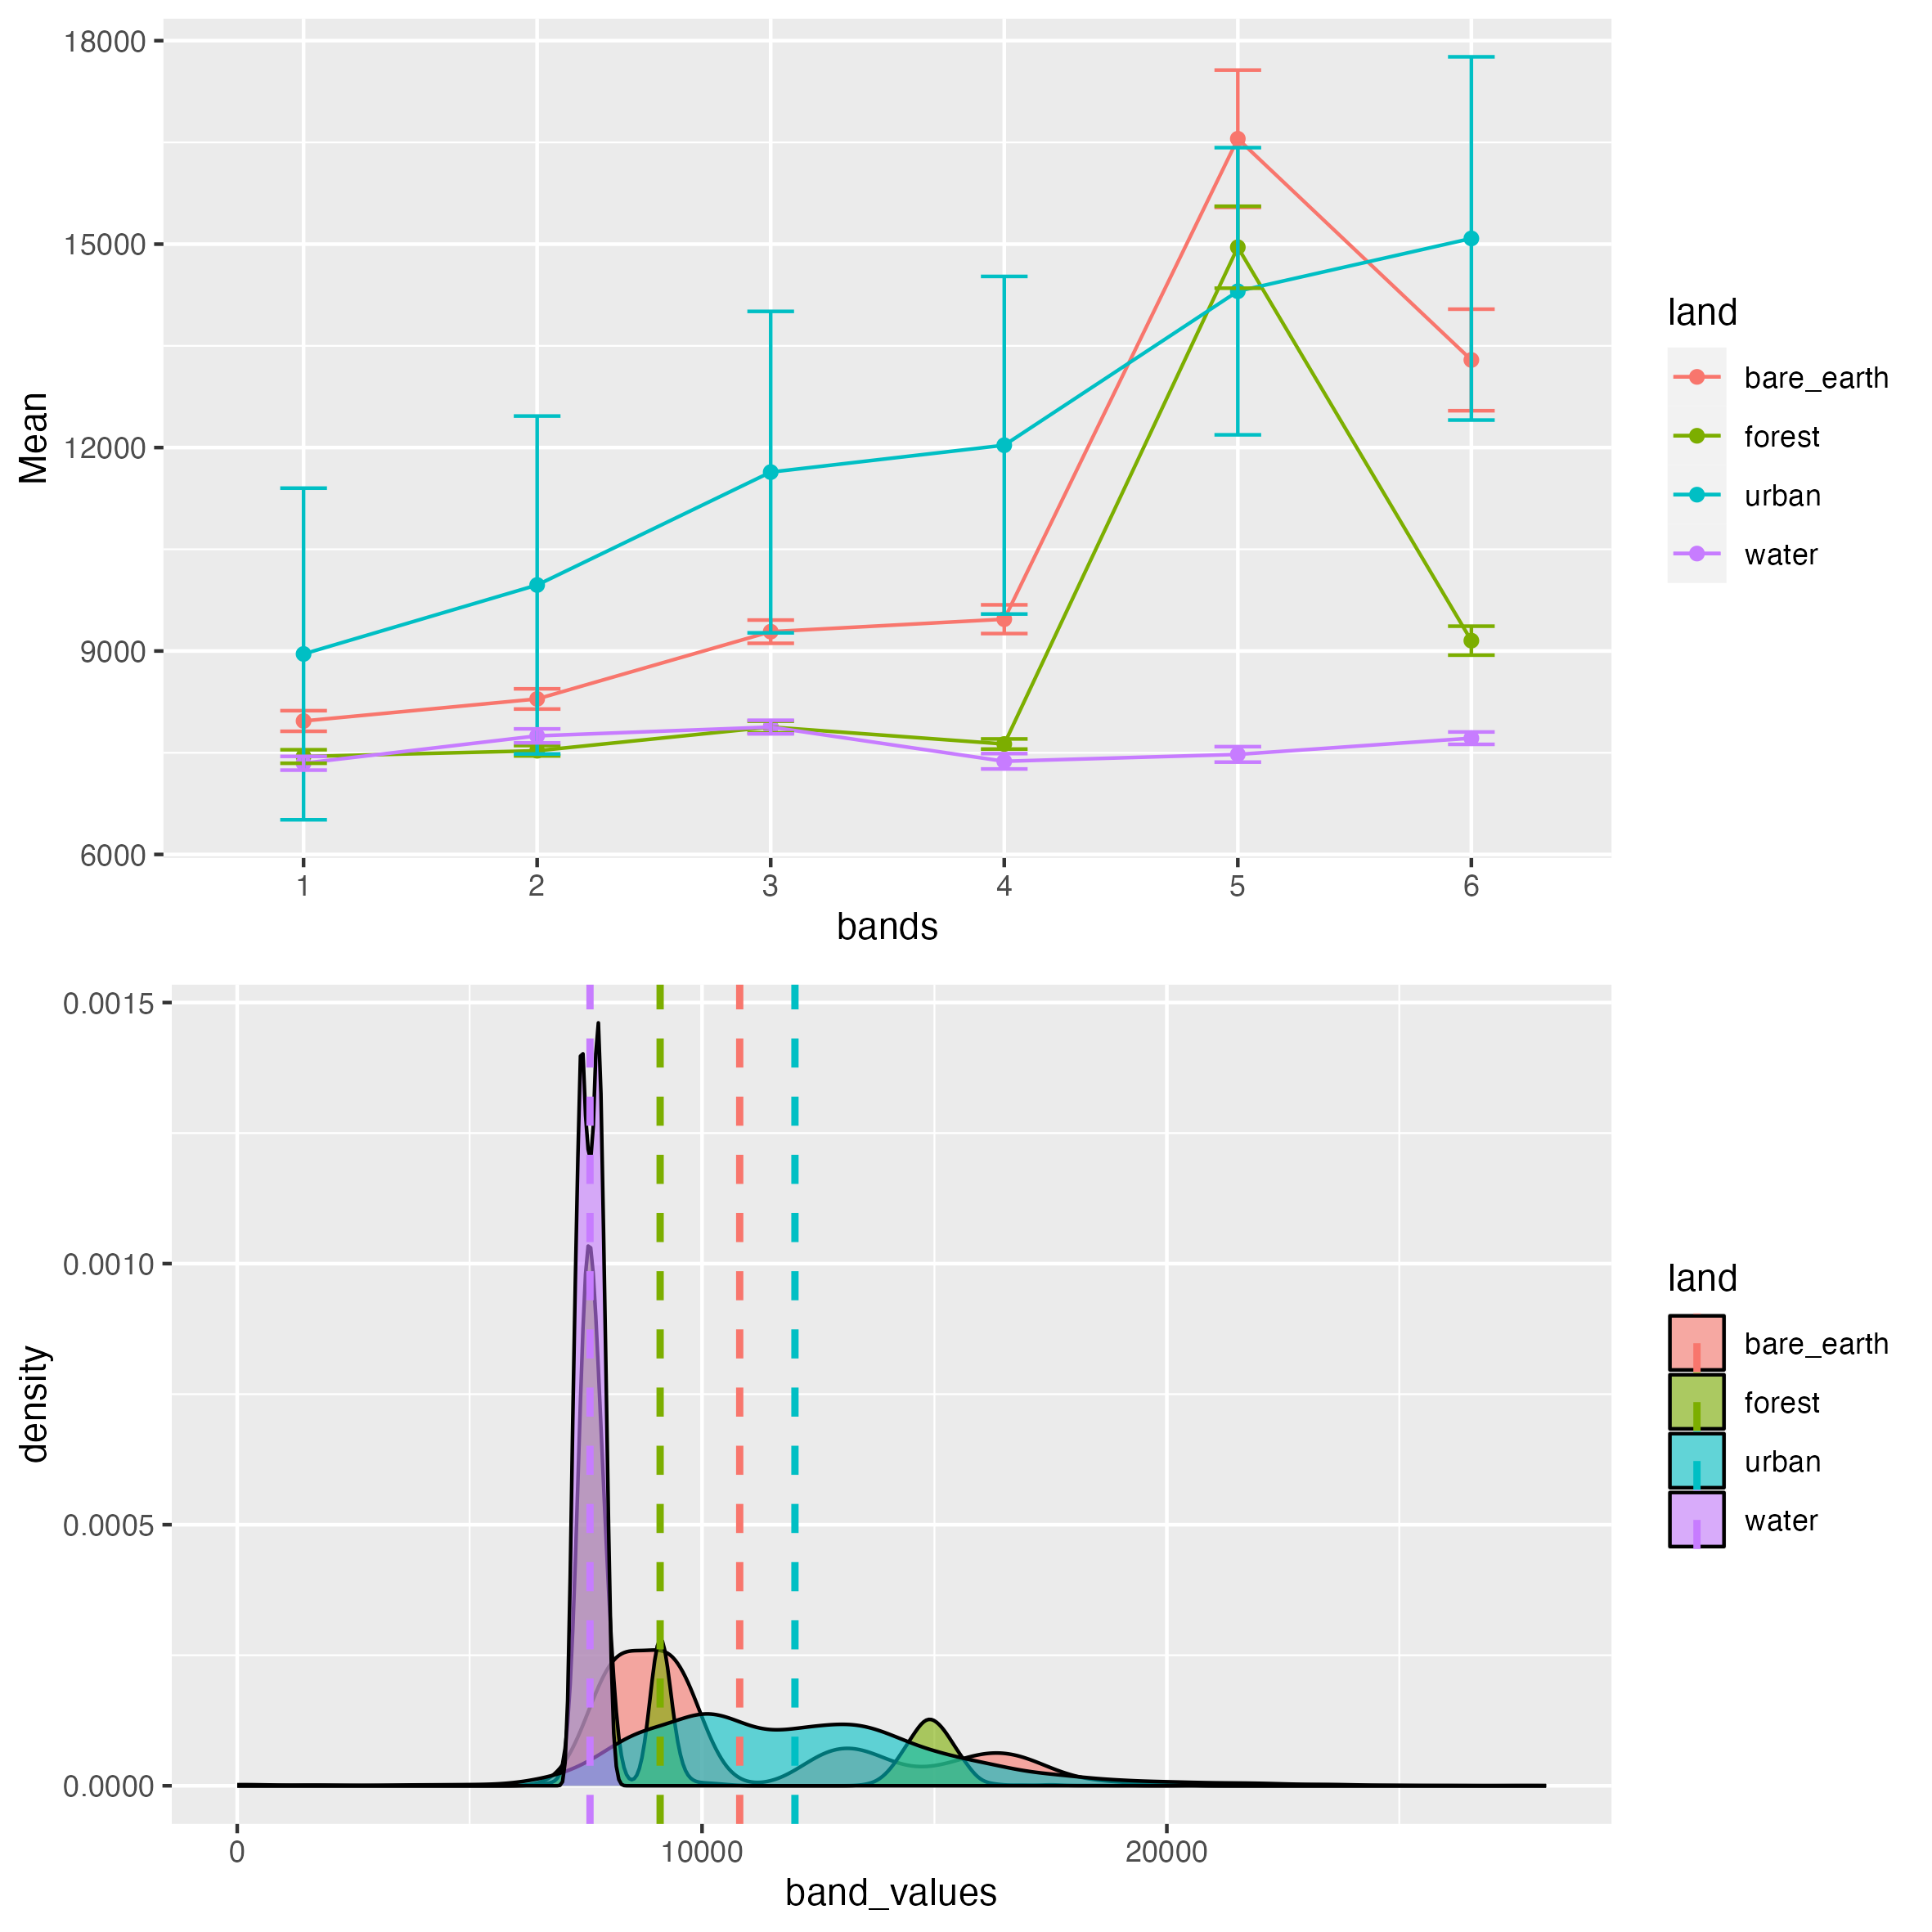 18000
15000
12000
9000
6000
Mean
1 2 3 4 5 6
bands
land
bare_earth
forest
urban
water
0.0015
0.0010
0.0005
0.0000
density
0 10000 20000
band_values
land
bare_earth
forest
urban
water